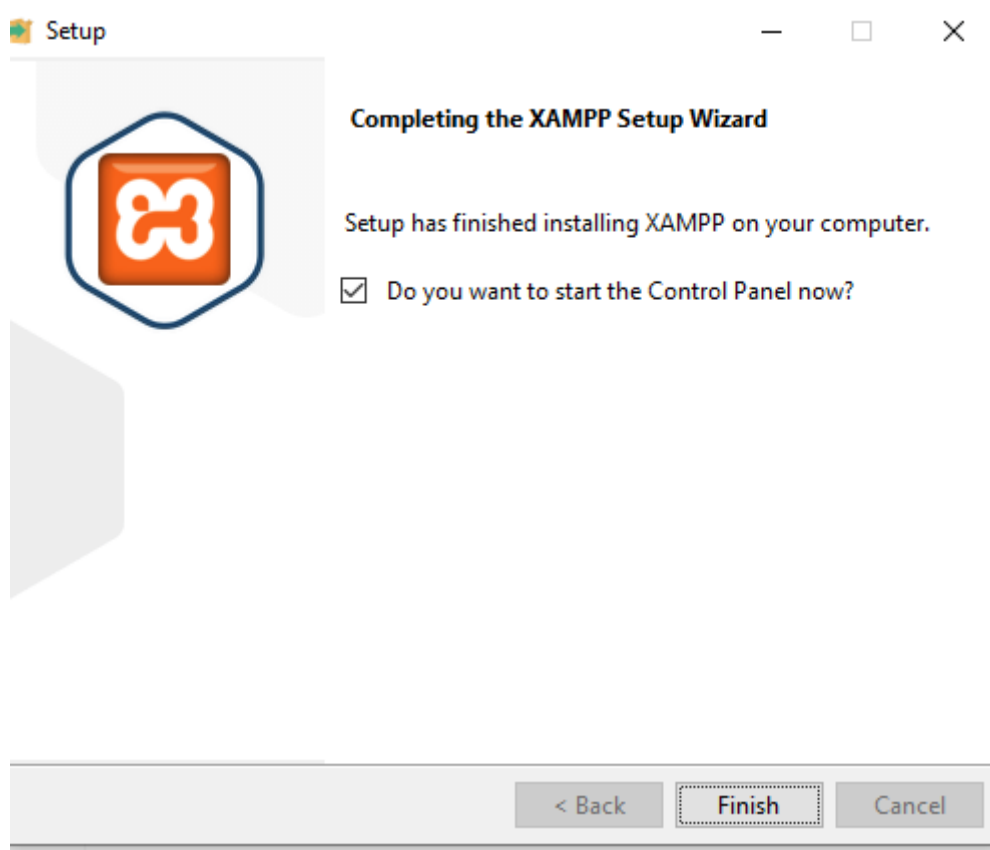 Setup
Completing the XAMPP Setup Wizard
Setup has finished installing XAMPP on your computer.
Do you want to start the Control Panel now?
< Back Finish Cancel